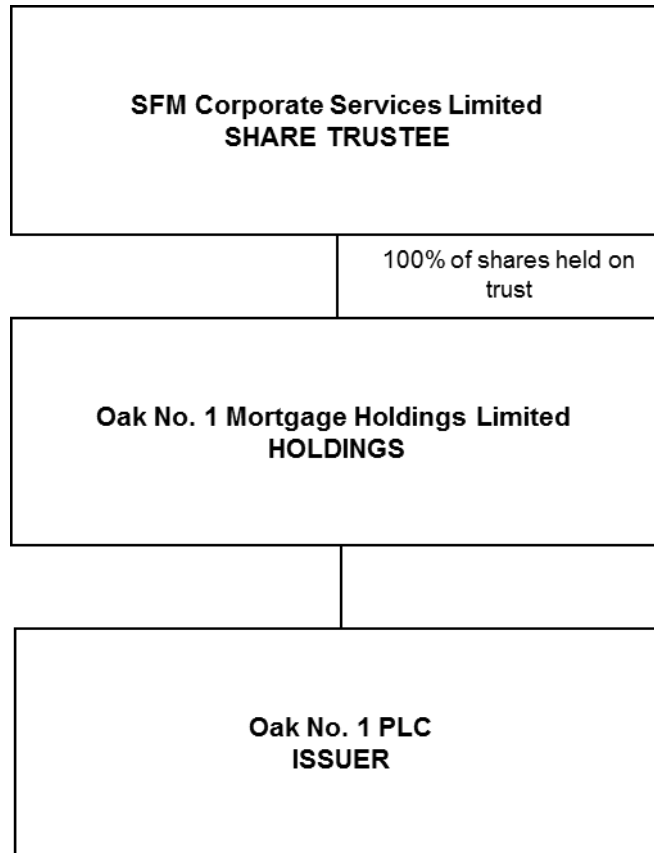 SFM Corporate Services Limited
SHARE TRUSTEE
100% of shares held on
trust
Oak No. 1 Mortgage Holdings Limited
HOLDINGS
Oak No. 1 PLC
ISSUER